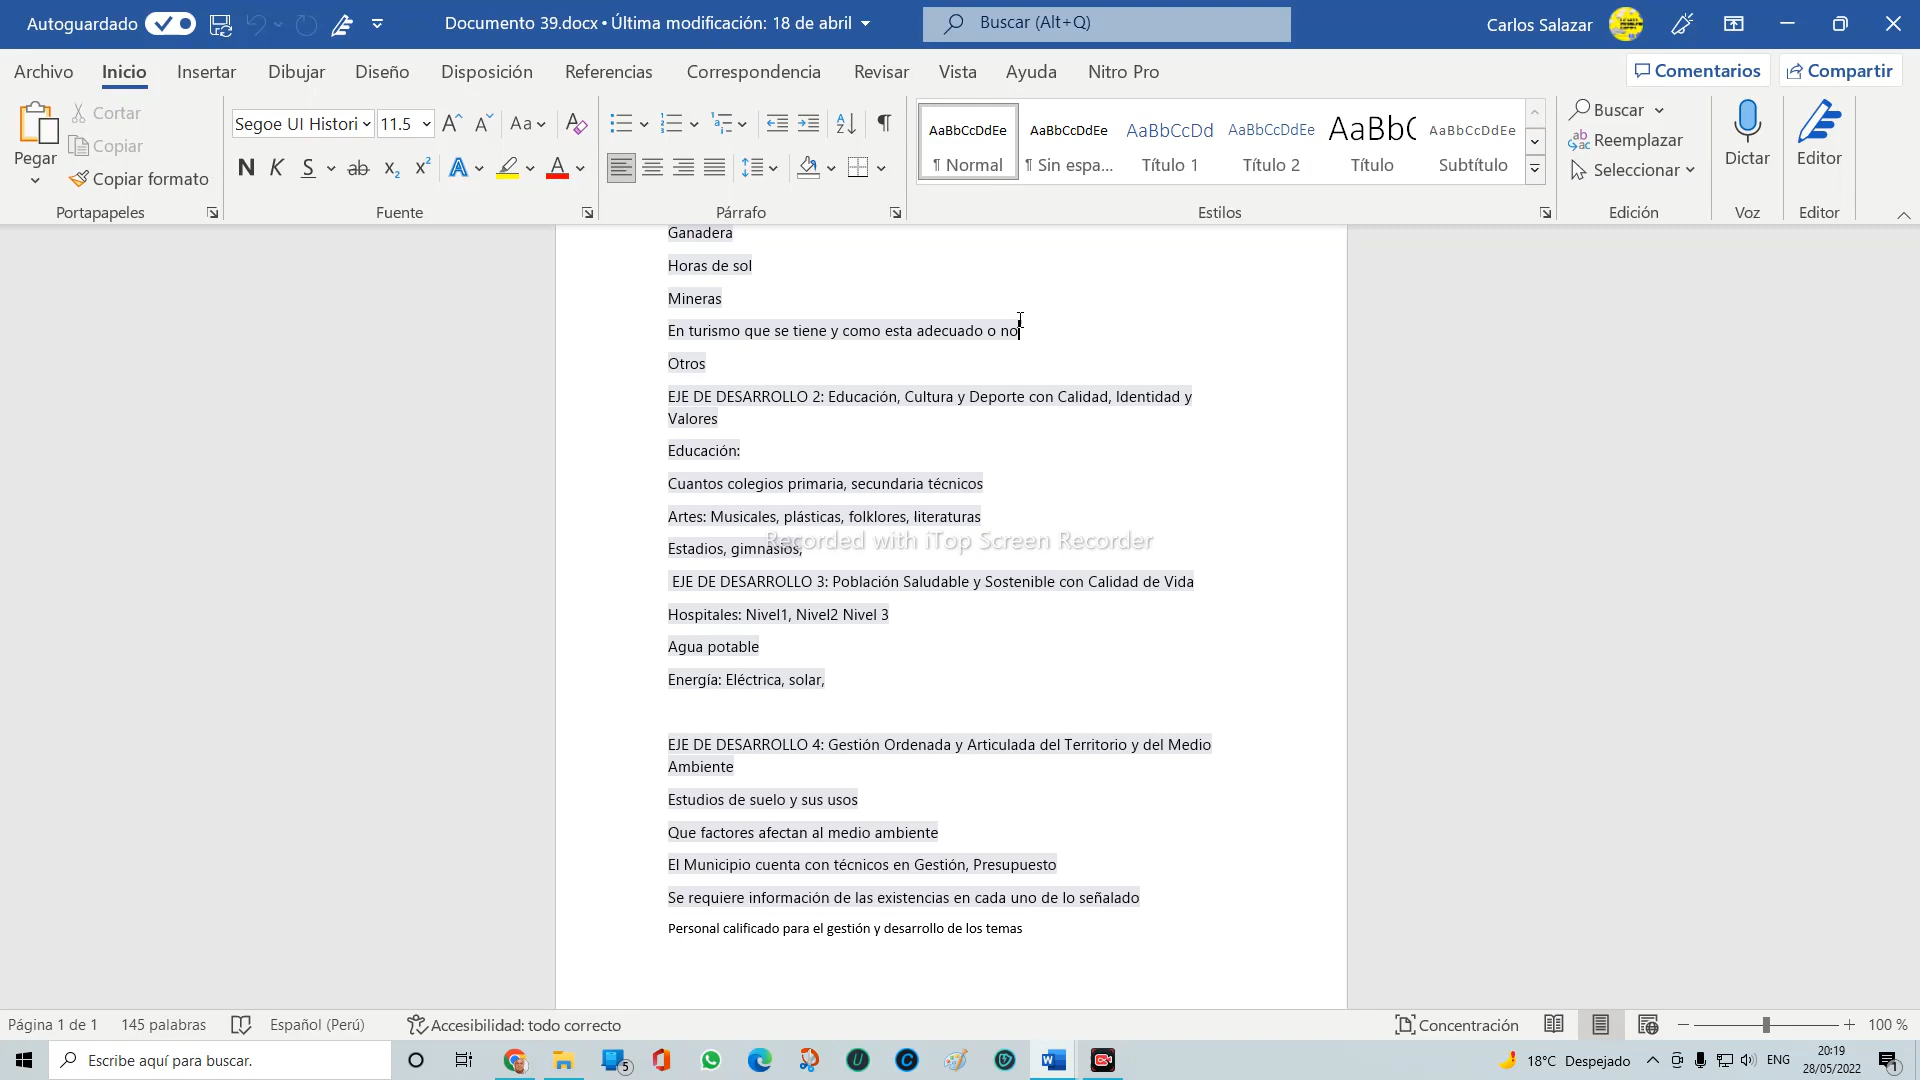 Autoguardado
Documento 39.docx • Última modificación: 18 de abril
Buscar (Alt+Q)
Carlos Salazar
Archivo Inicio Insertar Dibujar Diseño Disposición Referencias Correspondencia Revisar Vista Ayuda Nitro Pro
Comentarios Compartir
Pegar
Cortar
Copiar
Copiar formato
Portapapeles
Segoe UI Histori 11.5
Aa
N K S ab x₂ x² A A
Fuente
Párrafo
AaBbCcDdEe AaBbCcDdEe AaBbCcDd AaBbCcDdEe AaBbC AaBbCcDdEe
¶ Normal ¶ Sin espa... Título 1 Título 2 Título Subtítulo
Estilos
Buscar
Reemplazar
Seleccionar
Edición
Dictar
Voz
Editor
Editor
Ganadera
Horas de sol
Mineras
En turismo que se tiene y como esta adecuado o no
Otros
EJE DE DESARROLLO 2: Educación, Cultura y Deporte con Calidad, Identidad y
Valores
Educación:
Cuantos colegios primaria, secundaria técnicos
Artes: Musicales, plásticas, folklores, literaturas
Recorded with iTop Screen Recorder
Estadios, gimnasios,
EJE DE DESARROLLO 3: Población Saludable y Sostenible con Calidad de Vida
Hospitales: Nivel1, Nivel2 Nivel 3
Agua potable
Energía: Eléctrica, solar,
EJE DE DESARROLLO 4: Gestión Ordenada y Articulada del Territorio y del Medio
Ambiente
Estudios de suelo y sus usos
Que factores afectan al medio ambiente
El Municipio cuenta con técnicos en Gestión, Presupuesto
Se requiere información de las existencias en cada uno de lo señalado
Personal calificado para el gestión y desarrollo de los temas
Página 1 de 1 145 palabras Español (Perú) Accesibilidad: todo correcto
Concentración 100 %
Escribe aquí para buscar.
5
18°C Despejado
ENG
20:19
28/05/2022
1